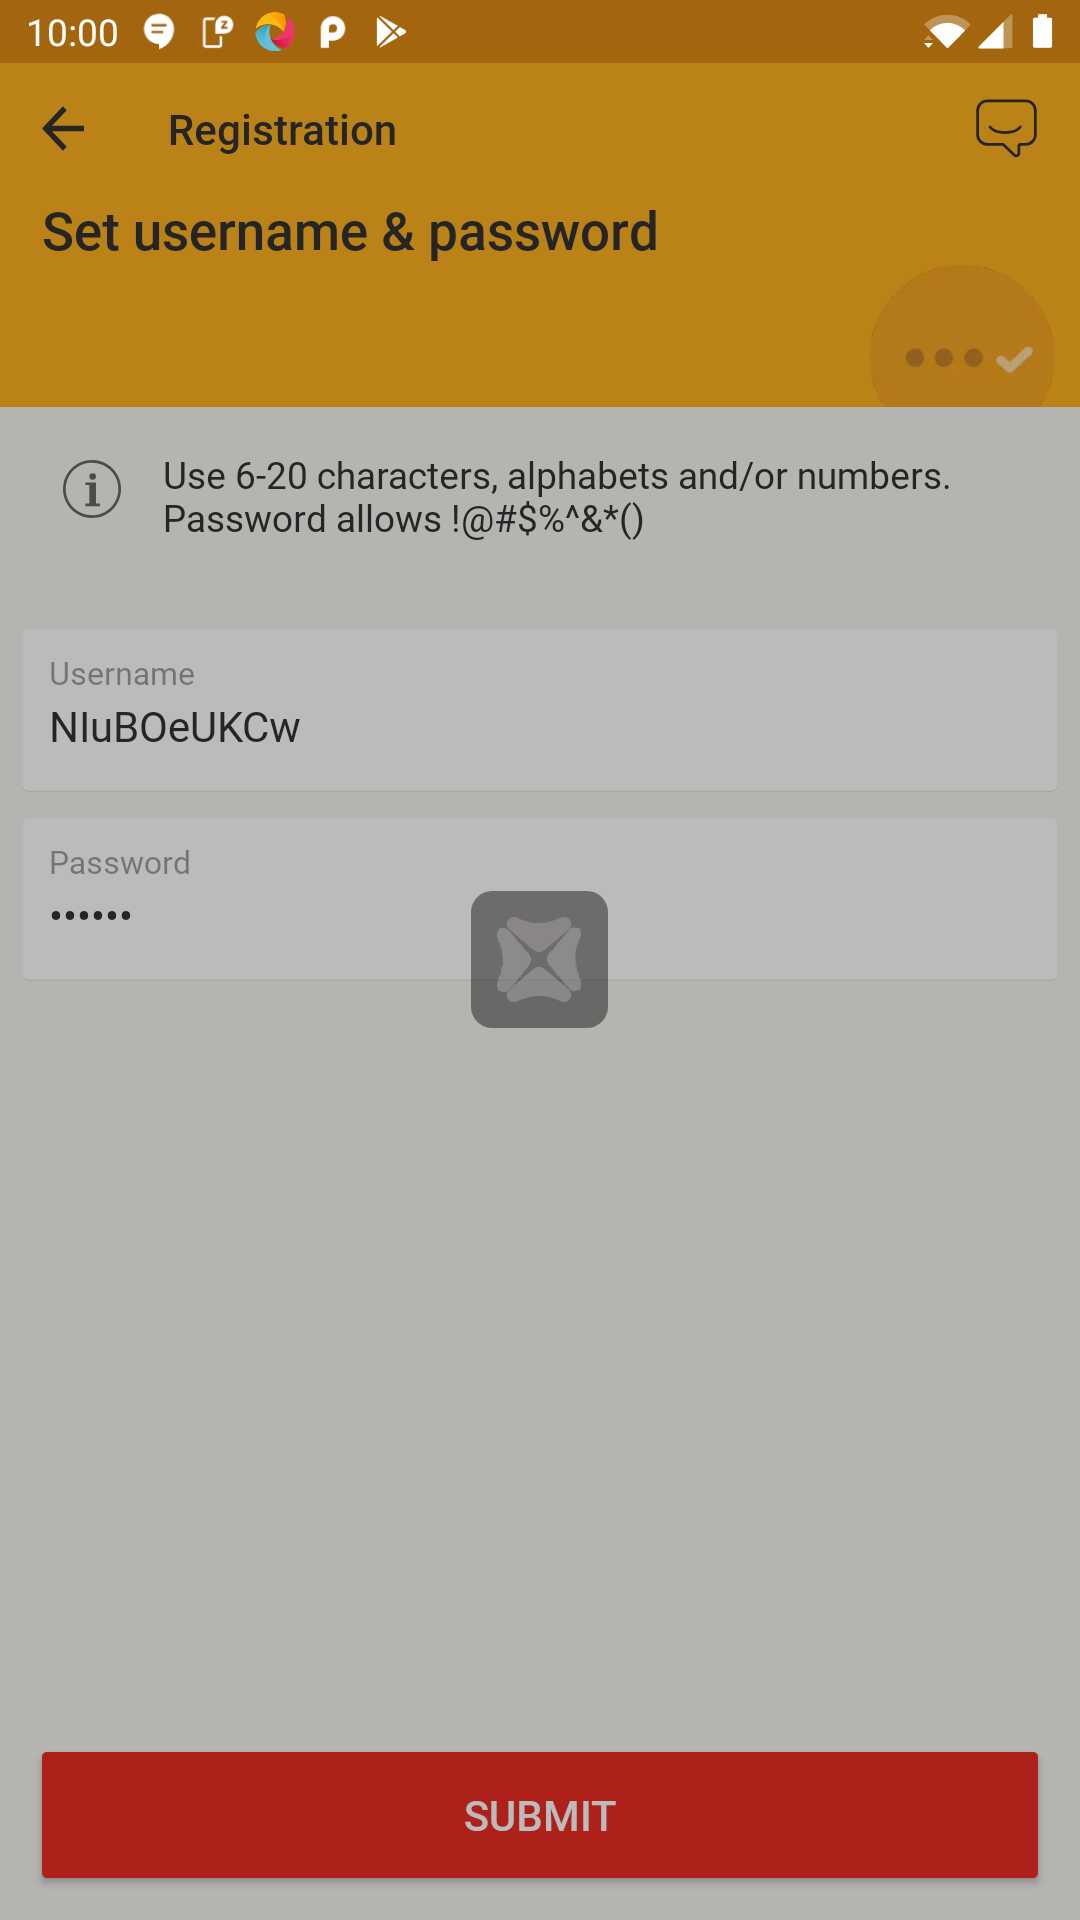 10:00
Registration
Set username & password
Use 6-20 characters, alphabets and/or numbers.
Password allows !@#$%^&*()
Username
NIuBOeUKCw
Password
••••••
SUBMIT